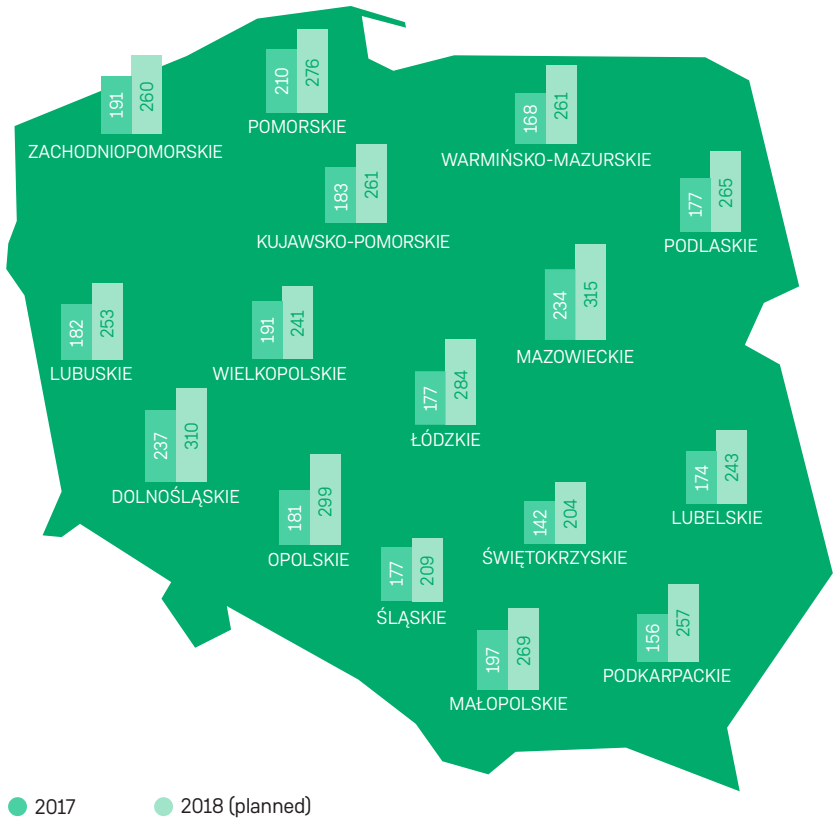 191 260
ZACHODNIOPOMORSKIE
210 276
POMORSKIE
168 261
WARMIŃSKO-MAZURSKIE
183 261
KUJAWSKO-POMORSKIE
177 265
PODLASKIE
234 315
MAZOWIECKIE
182 253
LUBUSKIE
191 241
WIELKOPOLSKIE
177 284
ŁÓDZKIE
237 310
DOLNOŚLĄSKIE
174 243
LUBELSKIE
181 299
OPOLSKIE
142 204
ŚWIĘTOKRZYSKIE
177 209
ŚLĄSKIE
156 257
PODKARPACKIE
197 269
MAŁOPOLSKIE
2017
2018 (planned)